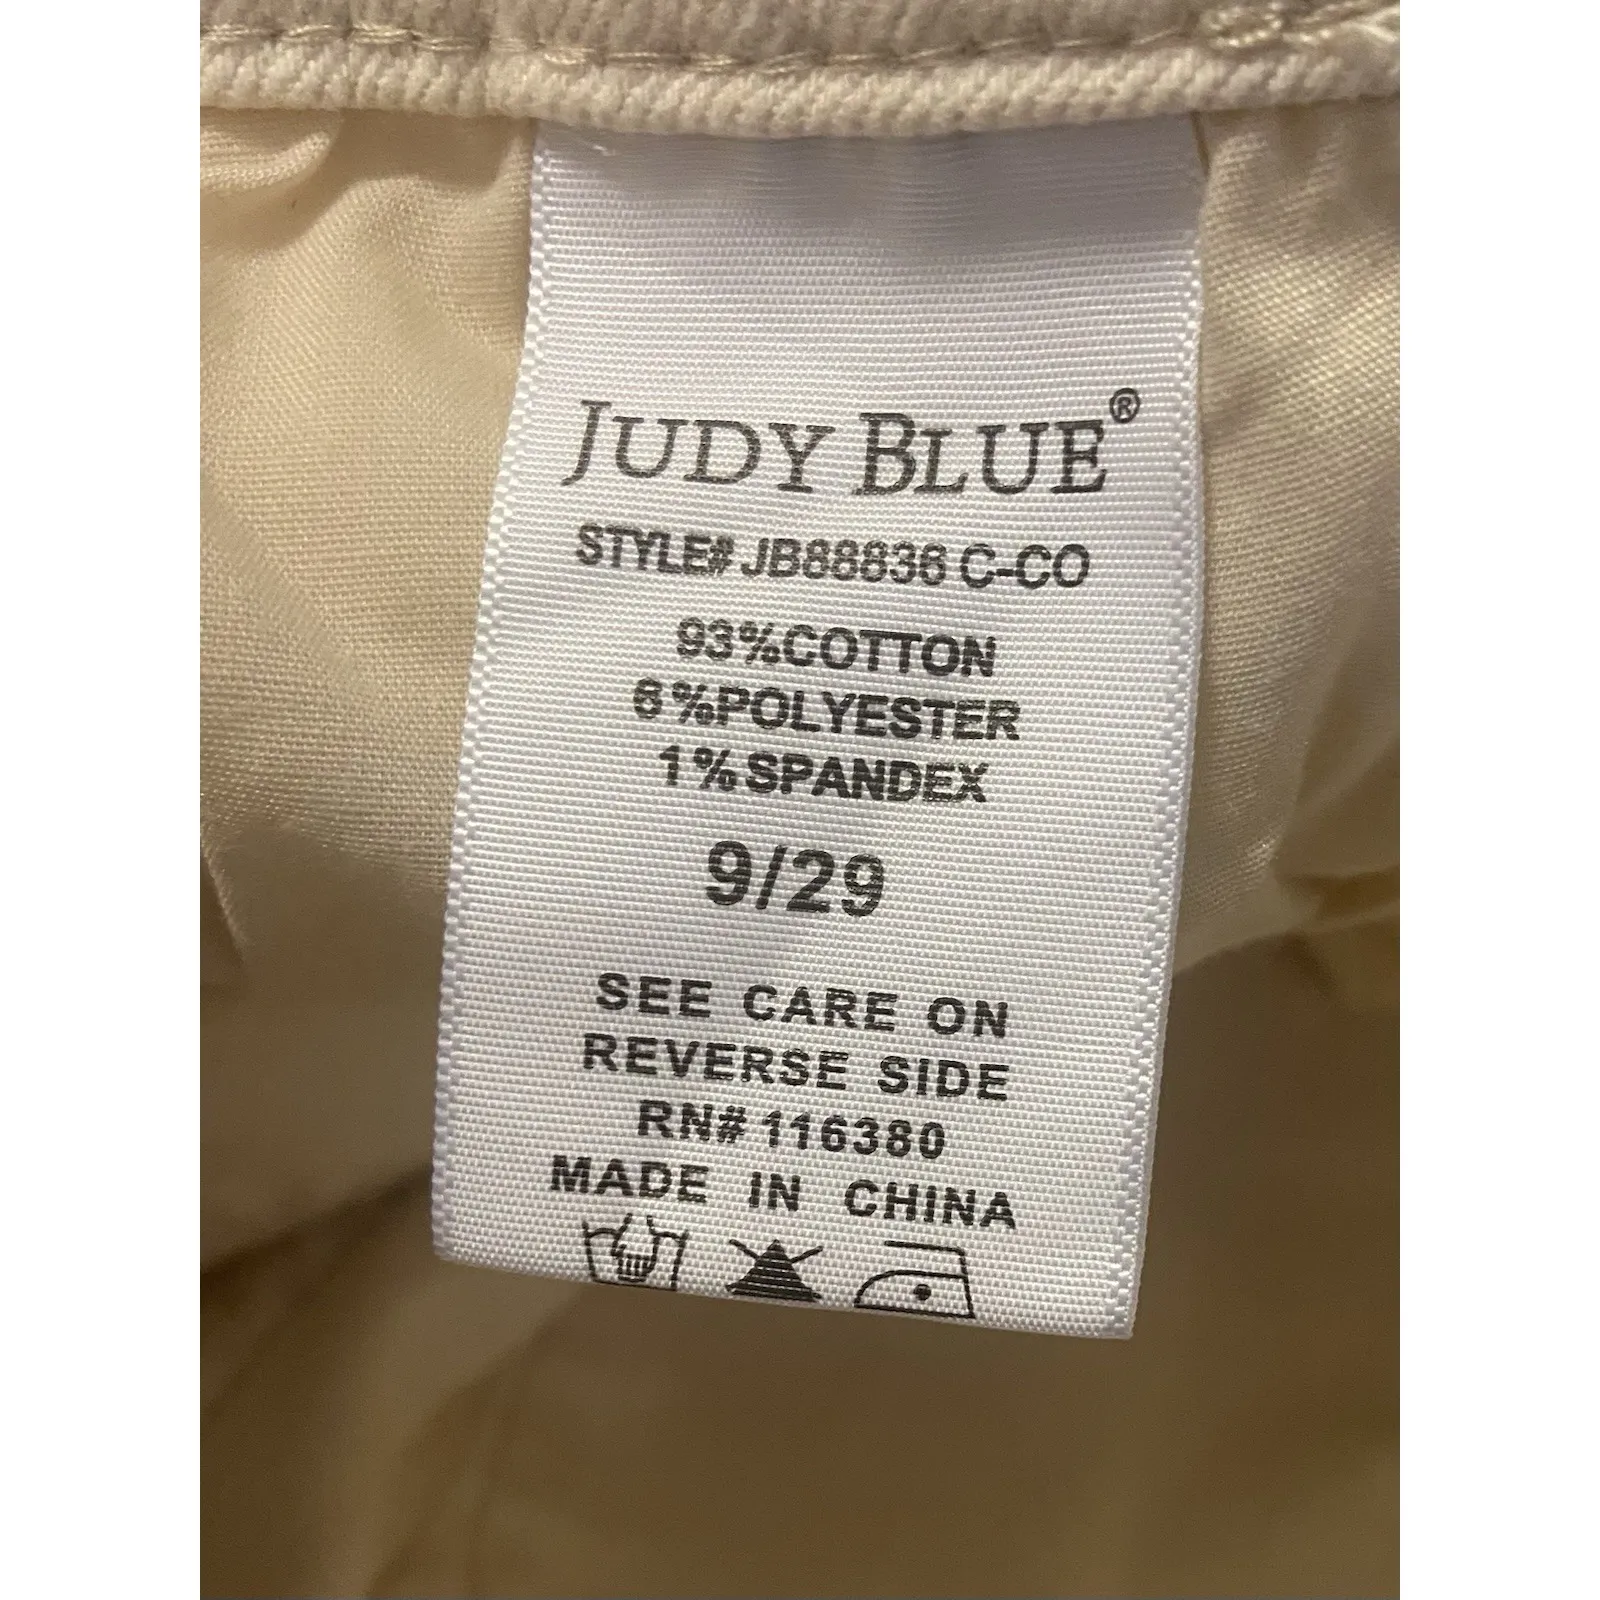 JUDY BLUE®
STYLE# JB88836 C-CO
93%COTTON
6%POLYESTER
1%SPANDEX
9/29
SEE CARE ON
REVERSE SIDE
RN# 116380
MADE IN CHINA